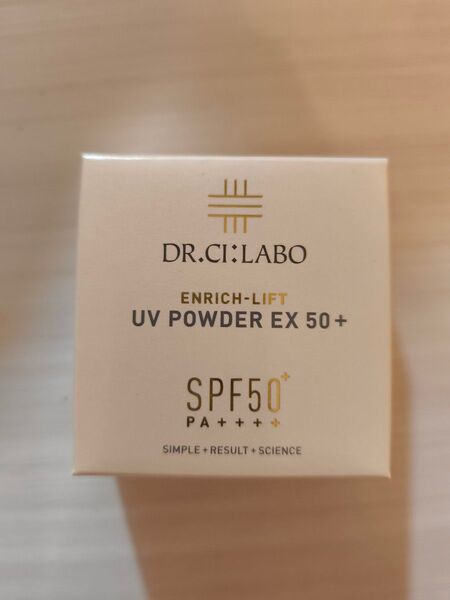 DR.CI:LABO
ENRICH-LIFT
UV POWDER EX 50+
SPF50+
PA++++
SIMPLE+RESULT+SCIENCE